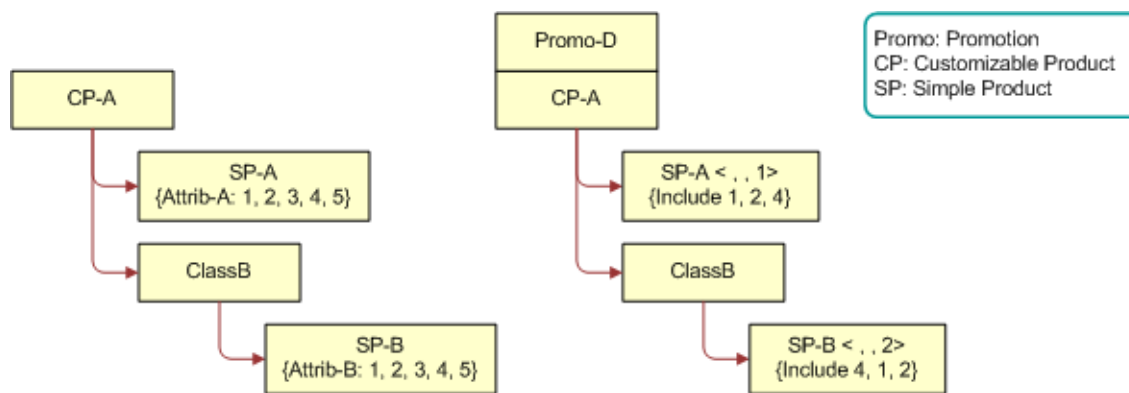 CP-A
SP-A
{Attrib-A: 1, 2, 3, 4, 5}
ClassB
SP-B
{Attrib-B: 1, 2, 3, 4, 5}
Promo-D
CP-A
SP-A < , , 1>
{Include 1, 2, 4}
ClassB
SP-B < , , 2>
{Include 4, 1, 2}
Promo: Promotion
CP: Customizable Product
SP: Simple Product